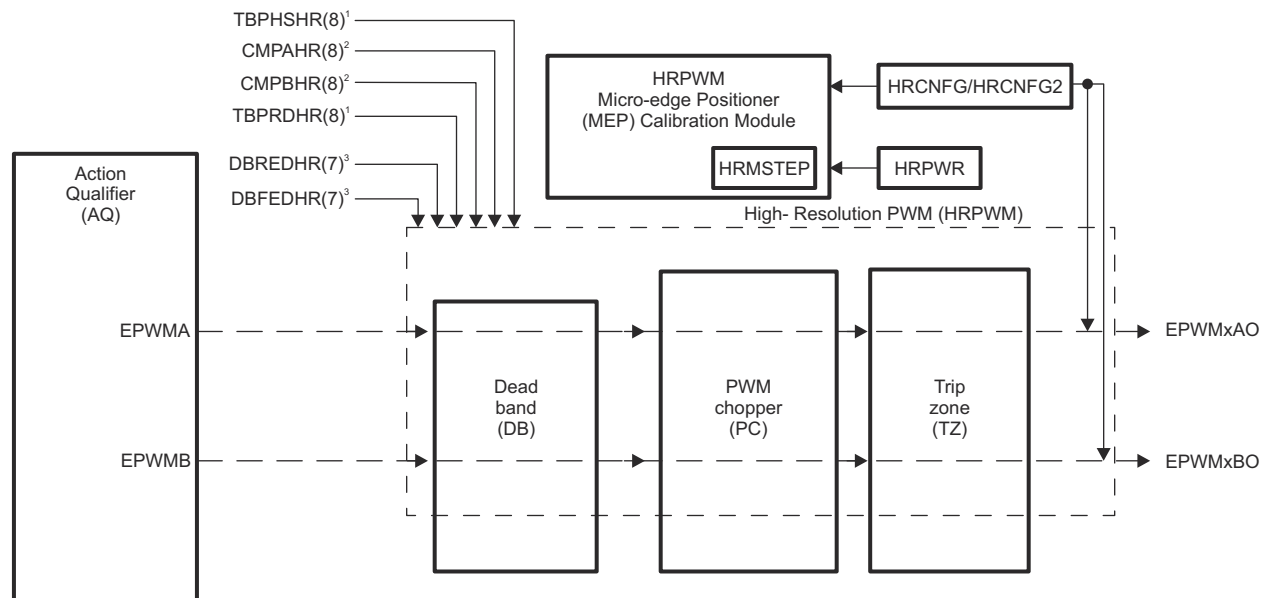 TBPHSHR(8)¹
CMPAHR(8)²
CMPBHR(8)²
TBPRDHR(8)¹
DBREDHR(7)³
DBFEDHR(7)³
HRPWM
Micro-edge Positioner
(MEP) Calibration Module
HRMSTEP
HRCNFG/HRCNFG2
HRPWR
High- Resolution PWM (HRPWM)
Action
Qualifier
(AQ)
EPWMA
EPWMB
Dead
band
(DB)
PWM
chopper
(PC)
Trip
zone
(TZ)
EPWMxAO
EPWMxBO